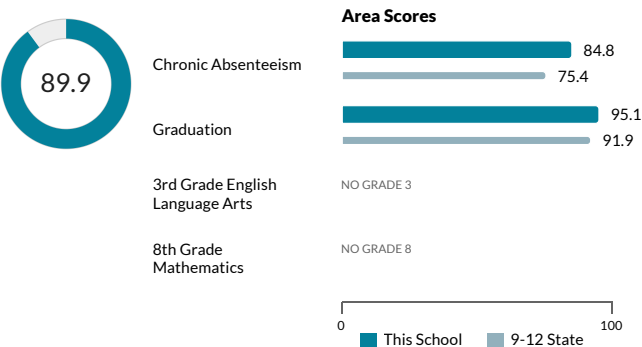 Area Scores
89.9
Chronic Absenteeism
84.8
75.4
Graduation
95.1
91.9
3rd Grade English
Language Arts
NO GRADE 3
8th Grade
Mathematics
NO GRADE 8
0
100
This School
9-12 State